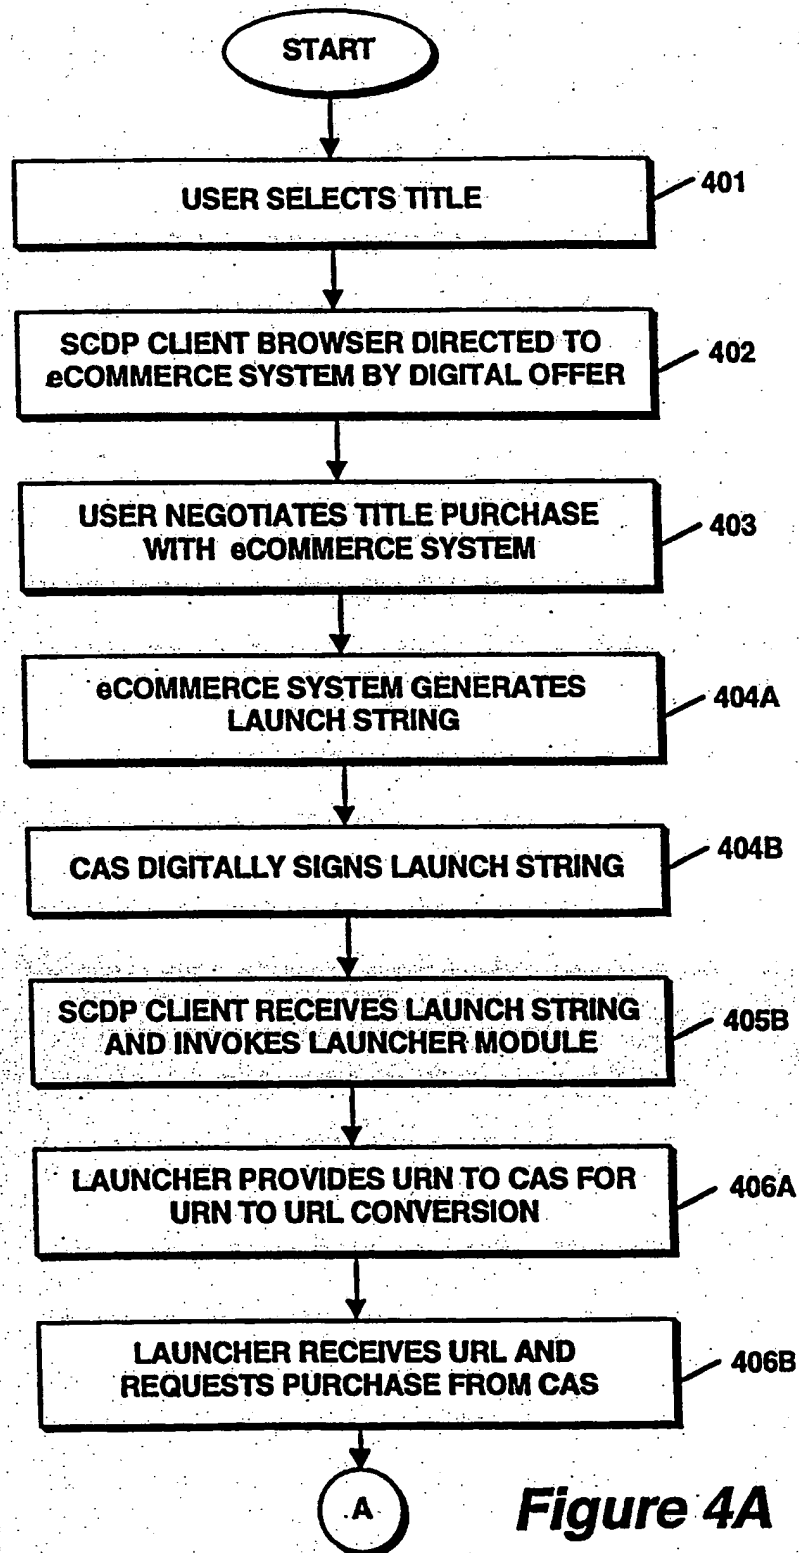 START
USER SELECTS TITLE
401
SCDP CLIENT BROWSER DIRECTED TO
eCOMMERCE SYSTEM BY DIGITAL OFFER
402
USER NEGOTIATES TITLE PURCHASE
WITH eCOMMERCE SYSTEM
403
eCOMMERCE SYSTEM GENERATES
LAUNCH STRING
404A
CAS DIGITALLY SIGNS LAUNCH STRING
404B
SCDP CLIENT RECEIVES LAUNCH STRING
AND INVOKES LAUNCHER MODULE
405B
LAUNCHER PROVIDES URN TO CAS FOR
URN TO URL CONVERSION
406A
LAUNCHER RECEIVES URL AND
REQUESTS PURCHASE FROM CAS
406B
A
Figure 4A